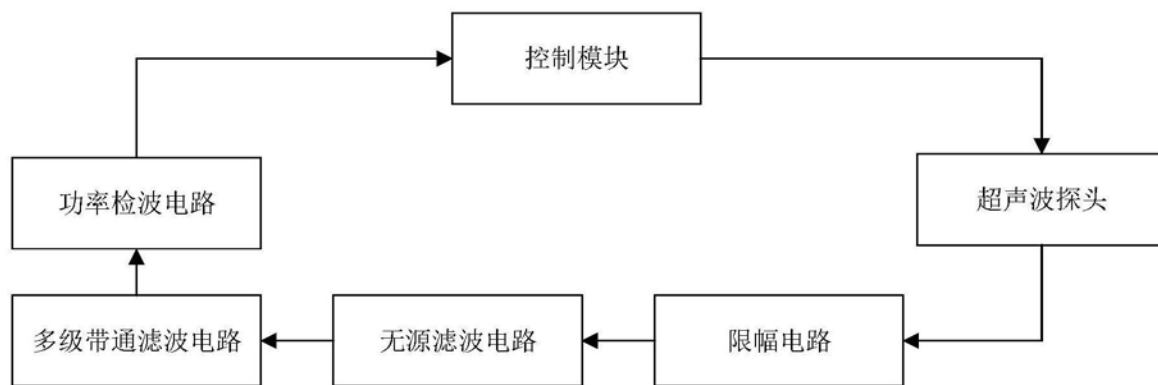 控制模块
功率检波电路
超声波探头
多级带通滤波电路
无源滤波电路
限幅电路